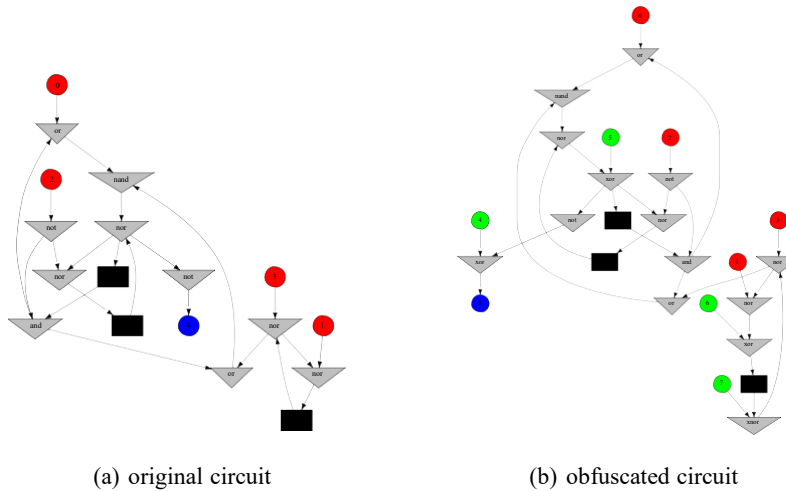 0
or
2
nand
not
nor
nor
not
3
1
and
4
nor
or
nor
0
or
nand
nor
5
2
xor
not
4
not
nor
3
xor
and
1
nor
or
6
nor
xor
7
xnor
(a) original circuit
(b) obfuscated circuit